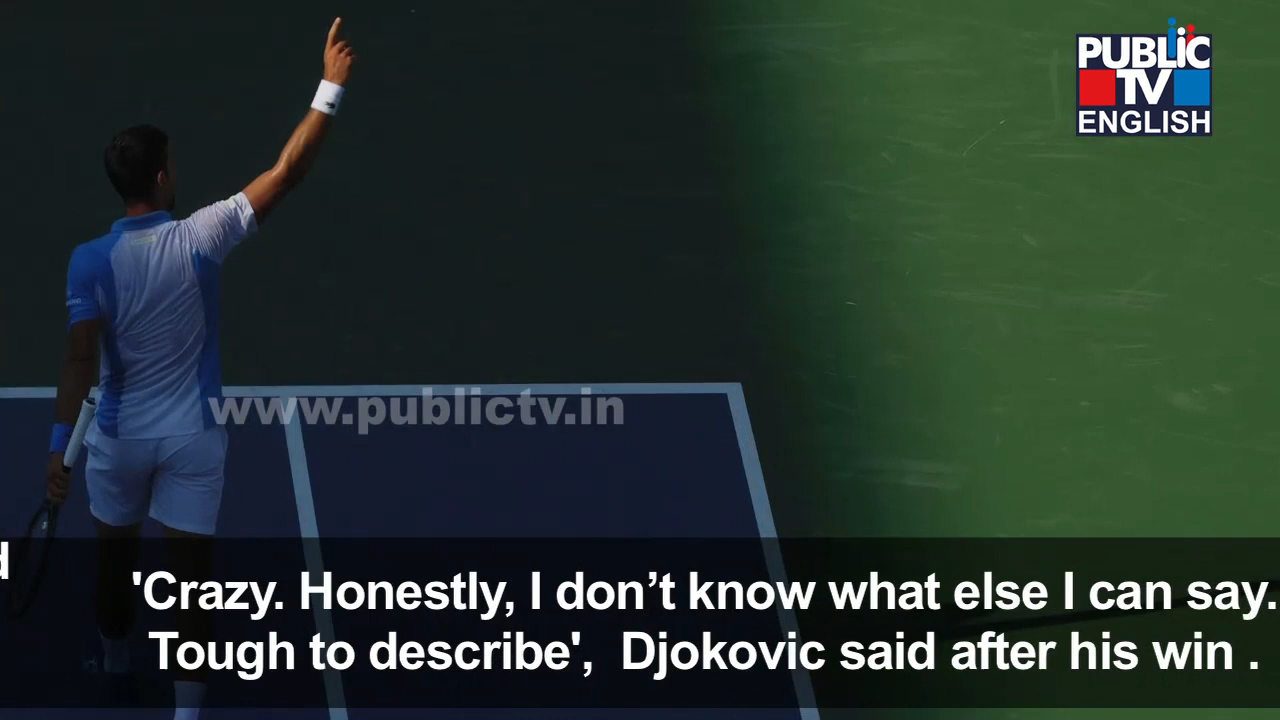 PUBLiC
TV
ENGLISH
www.publictv.in
'Crazy. Honestly, I don’t know what else I can say.
Tough to describe',  Djokovic said after his win .